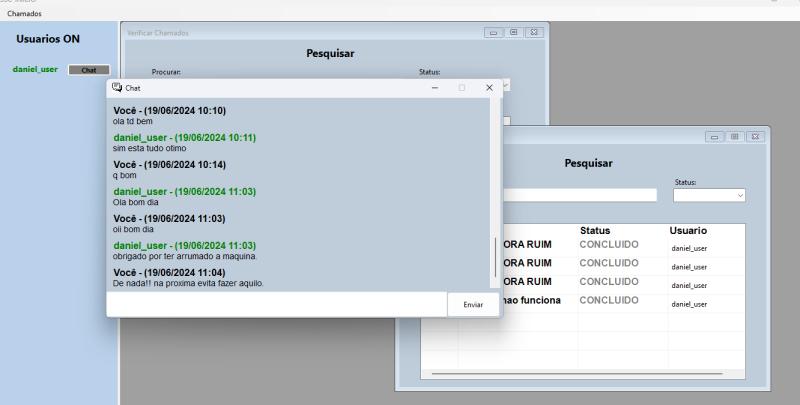 Chamados
Usuarios ON
daniel_user
Chat
Verificar Chamados
Pesquisar
Procurar:
Status:
Chat
Você - (19/06/2024 10:10)
ola td bem
daniel_user - (19/06/2024 10:11)
sim esta tudo otimo
Você - (19/06/2024 10:14)
q bom
daniel_user - (19/06/2024 11:03)
Ola bom dia
Você - (19/06/2024 11:03)
oii bom dia
daniel_user - (19/06/2024 11:03)
obrigado por ter arrumado a maquina.
Você - (19/06/2024 11:04)
De nada!! na proxima evita fazer aquilo.
Enviar
Pesquisar
Status:
Status Usuario
ORA RUIM CONCLUIDO daniel_user
ORA RUIM CONCLUIDO daniel_user
ORA RUIM CONCLUIDO daniel_user
nao funciona CONCLUIDO daniel_user